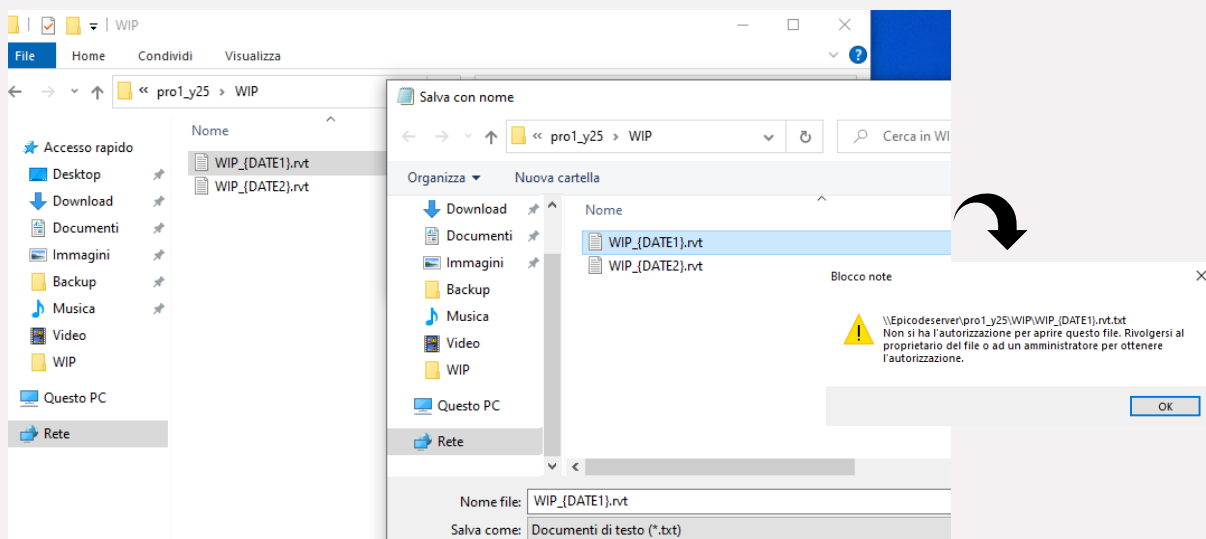 WIP
File Home Condividi Visualizza
« pro1_y25 › WIP
Nome
Accesso rapido
Desktop
Download
Documenti
Immagini
Backup
Musica
Video
WIP
Questo PC
Rete
WIP_{DATE1}.rvt
WIP_{DATE2}.rvt
Salva con nome
« pro1_y25 › WIP
Cerca in WI
Organizza Nuova cartella
Download
Documenti
Immagini
Backup
Musica
Video
WIP
Questo PC
Rete
Nome
WIP_{DATE1}.rvt
WIP_{DATE2}.rvt
Nome file: WIP_{DATE1}.rvt
Salva come: Documenti di testo (*.txt)
Blocco note
\\Epicodeserver\pro1_y25\WIP\WIP_{DATE1}.rvt.txt
Non si ha l'autorizzazione per aprire questo file. Rivolgersi al
proprietario del file o ad un amministratore per ottenere
l'autorizzazione.
OK